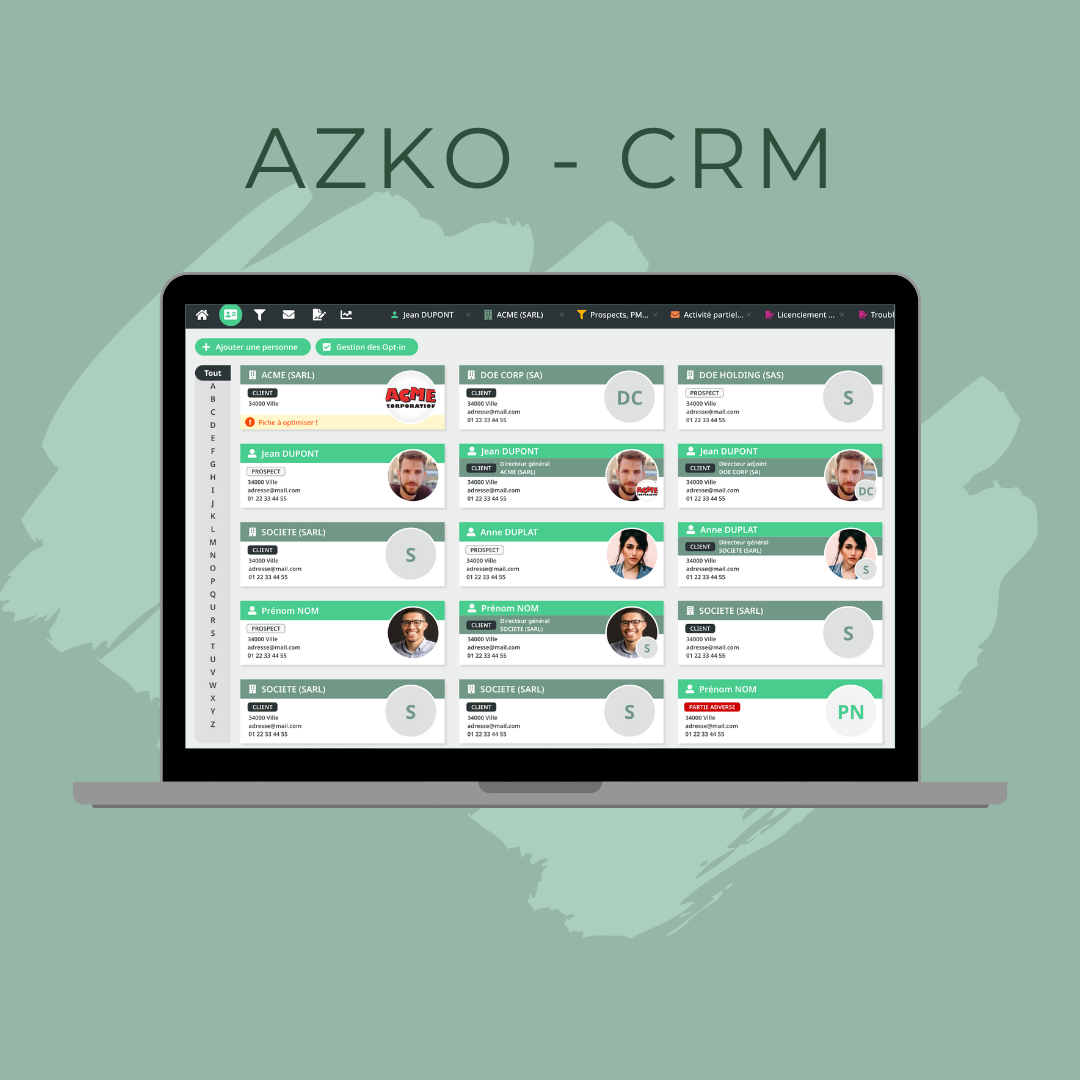 AZKO - CRM
Jean DUPONT
ACME (SARL)
Prospects, PM...
Activité partiel...
Licenciement ...
Troubl
Ajouter une personne
Gestion des Opt-in
Tout
A
B
C
D
E
F
G
H
I
J
K
L
M
N
O
P
Q
U
R
S
T
U
V
W
X
Y
Z
ACME (SARL)
CLIENT
34000 Ville
Fiche à optimiser !
ACME
CORPORATION
DOE CORP (SA)
CLIENT
34000 Ville
adresse@mail.com
01 22 33 44 55
DC
DOE HOLDING (SAS)
PROSPECT
34000 Ville
adresse@mail.com
01 22 33 44 55
S
Jean DUPONT
PROSPECT
34000 Ville
adresse@mail.com
01 22 33 44 55
Jean DUPONT
CLIENT
Directeur général
ACME (SARL)
34000 Ville
adresse@mail.com
01 22 33 44 55
ACME
Jean DUPONT
CLIENT
Directeur adjoint
DOE CORP (SA)
34000 Ville
adresse@mail.com
01 22 33 44 55
DC
SOCIETE (SARL)
CLIENT
34000 Ville
adresse@mail.com
01 22 33 44 55
S
Anne DUPLAT
PROSPECT
34000 Ville
adresse@mail.com
01 22 33 44 55
Anne DUPLAT
CLIENT
Directeur général
SOCIETE (SARL)
34000 Ville
adresse@mail.com
01 22 33 44 55
S
Prénom NOM
PROSPECT
34000 Ville
adresse@mail.com
01 22 33 44 55
Prénom NOM
CLIENT
Directeur général
SOCIETE (SARL)
34000 Ville
adresse@mail.com
01 22 33 44 55
S
SOCIETE (SARL)
CLIENT
34000 Ville
adresse@mail.com
01 22 33 44 55
S
SOCIETE (SARL)
CLIENT
34000 Ville
adresse@mail.com
01 22 33 44 55
S
SOCIETE (SARL)
CLIENT
34000 Ville
adresse@mail.com
01 22 33 44 55
S
Prénom NOM
PARTIE ADVERSE
34000 Ville
adresse@mail.com
01 22 33 44 55
PN